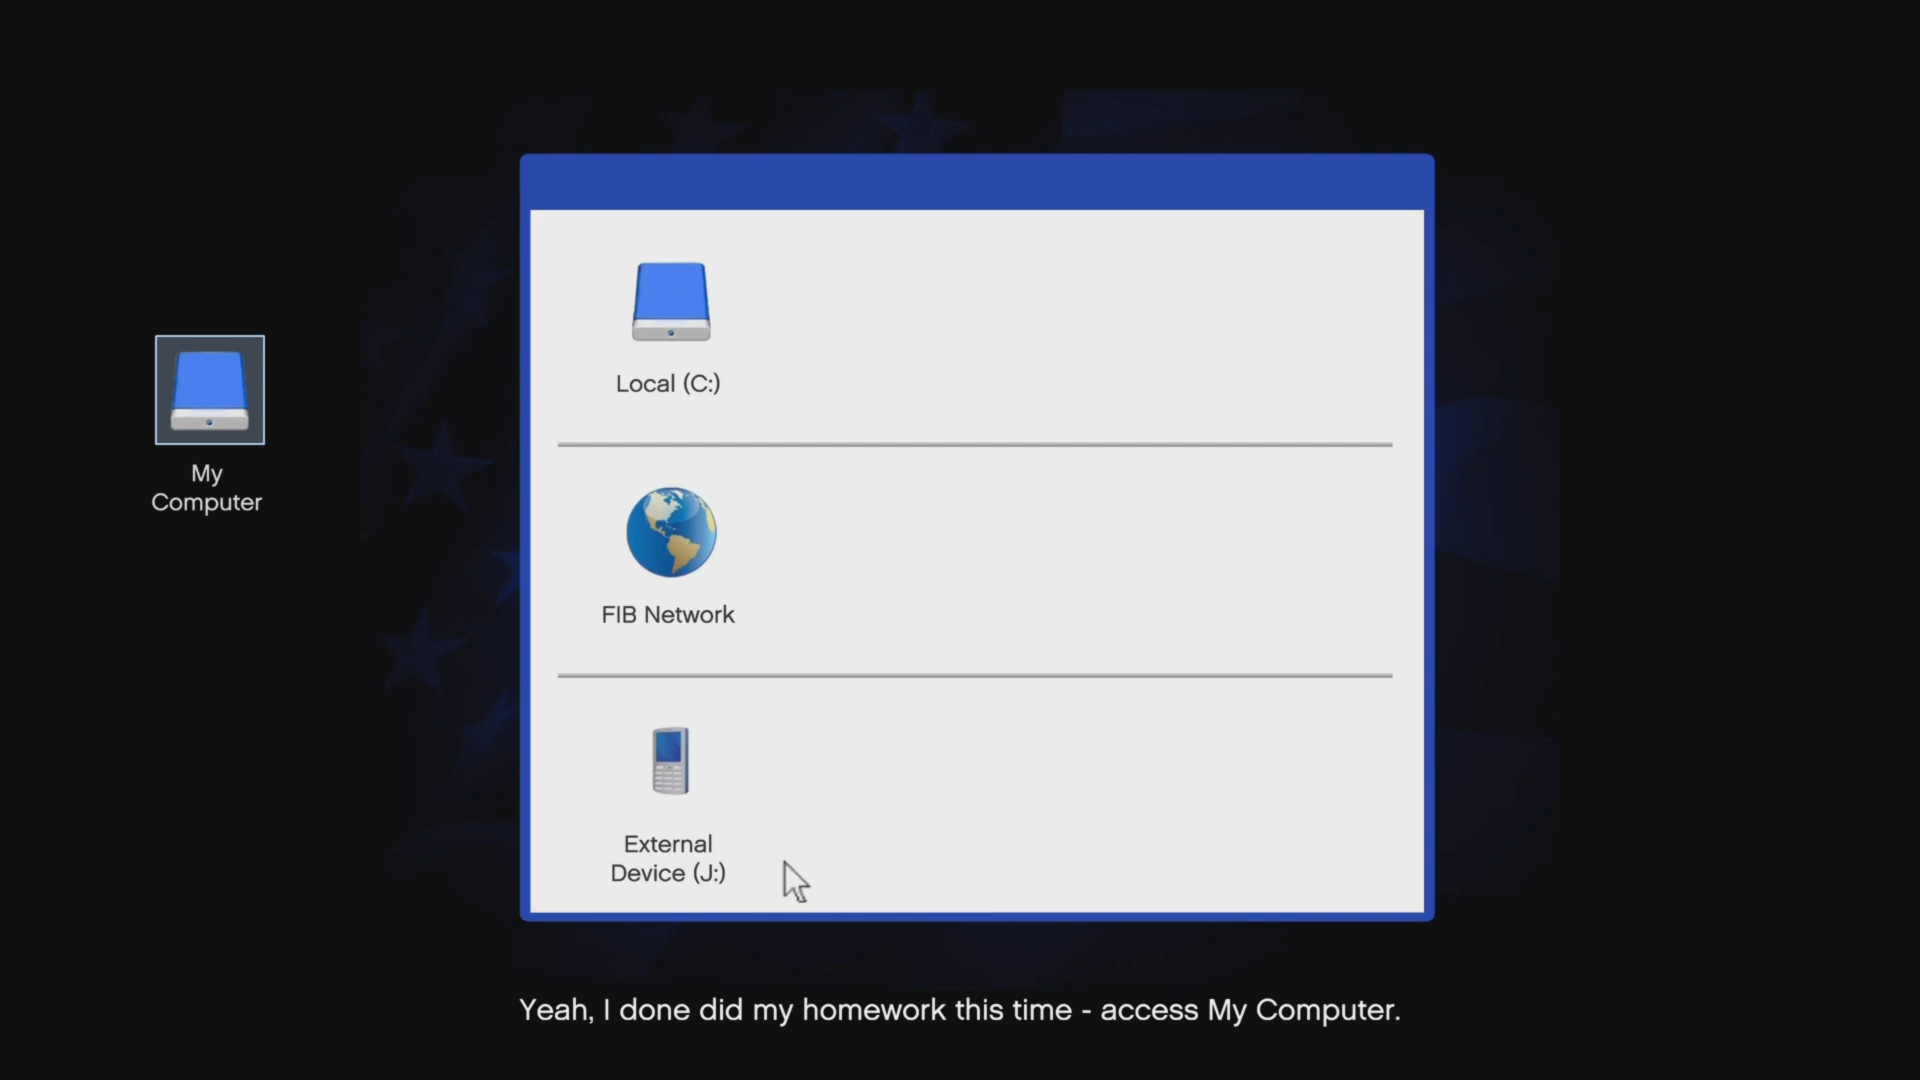 My
Computer
Local (C:)
FIB Network
External
Device (J:)
Yeah, I done did my homework this time - access My Computer.